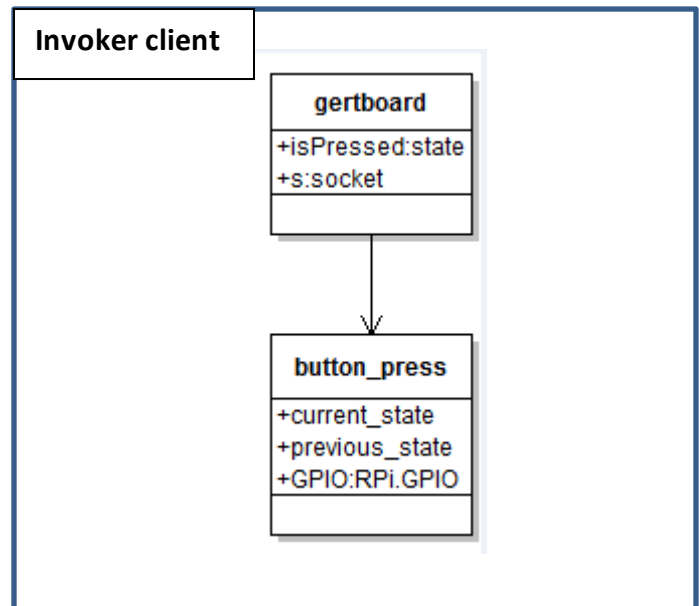 Invoker client
gertboard
+isPressed:state
+s:socket
button_press
+current_state
+previous_state
+GPIO:RPi.GPIO